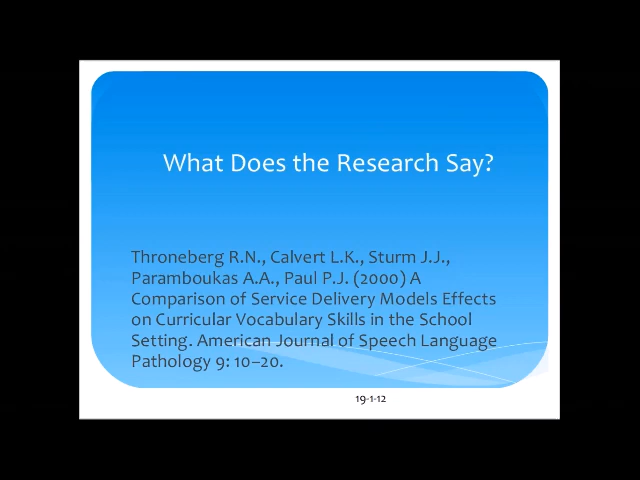 What Does the Research Say?
Throneberg R.N., Calvert L.K., Sturm J.J.,
Paramboukas A.A., Paul P.J. (2000) A
Comparison of Service Delivery Models Effects
on Curricular Vocabulary Skills in the School
Setting. American Journal of Speech Language
Pathology 9: 10–20.
19-1-12